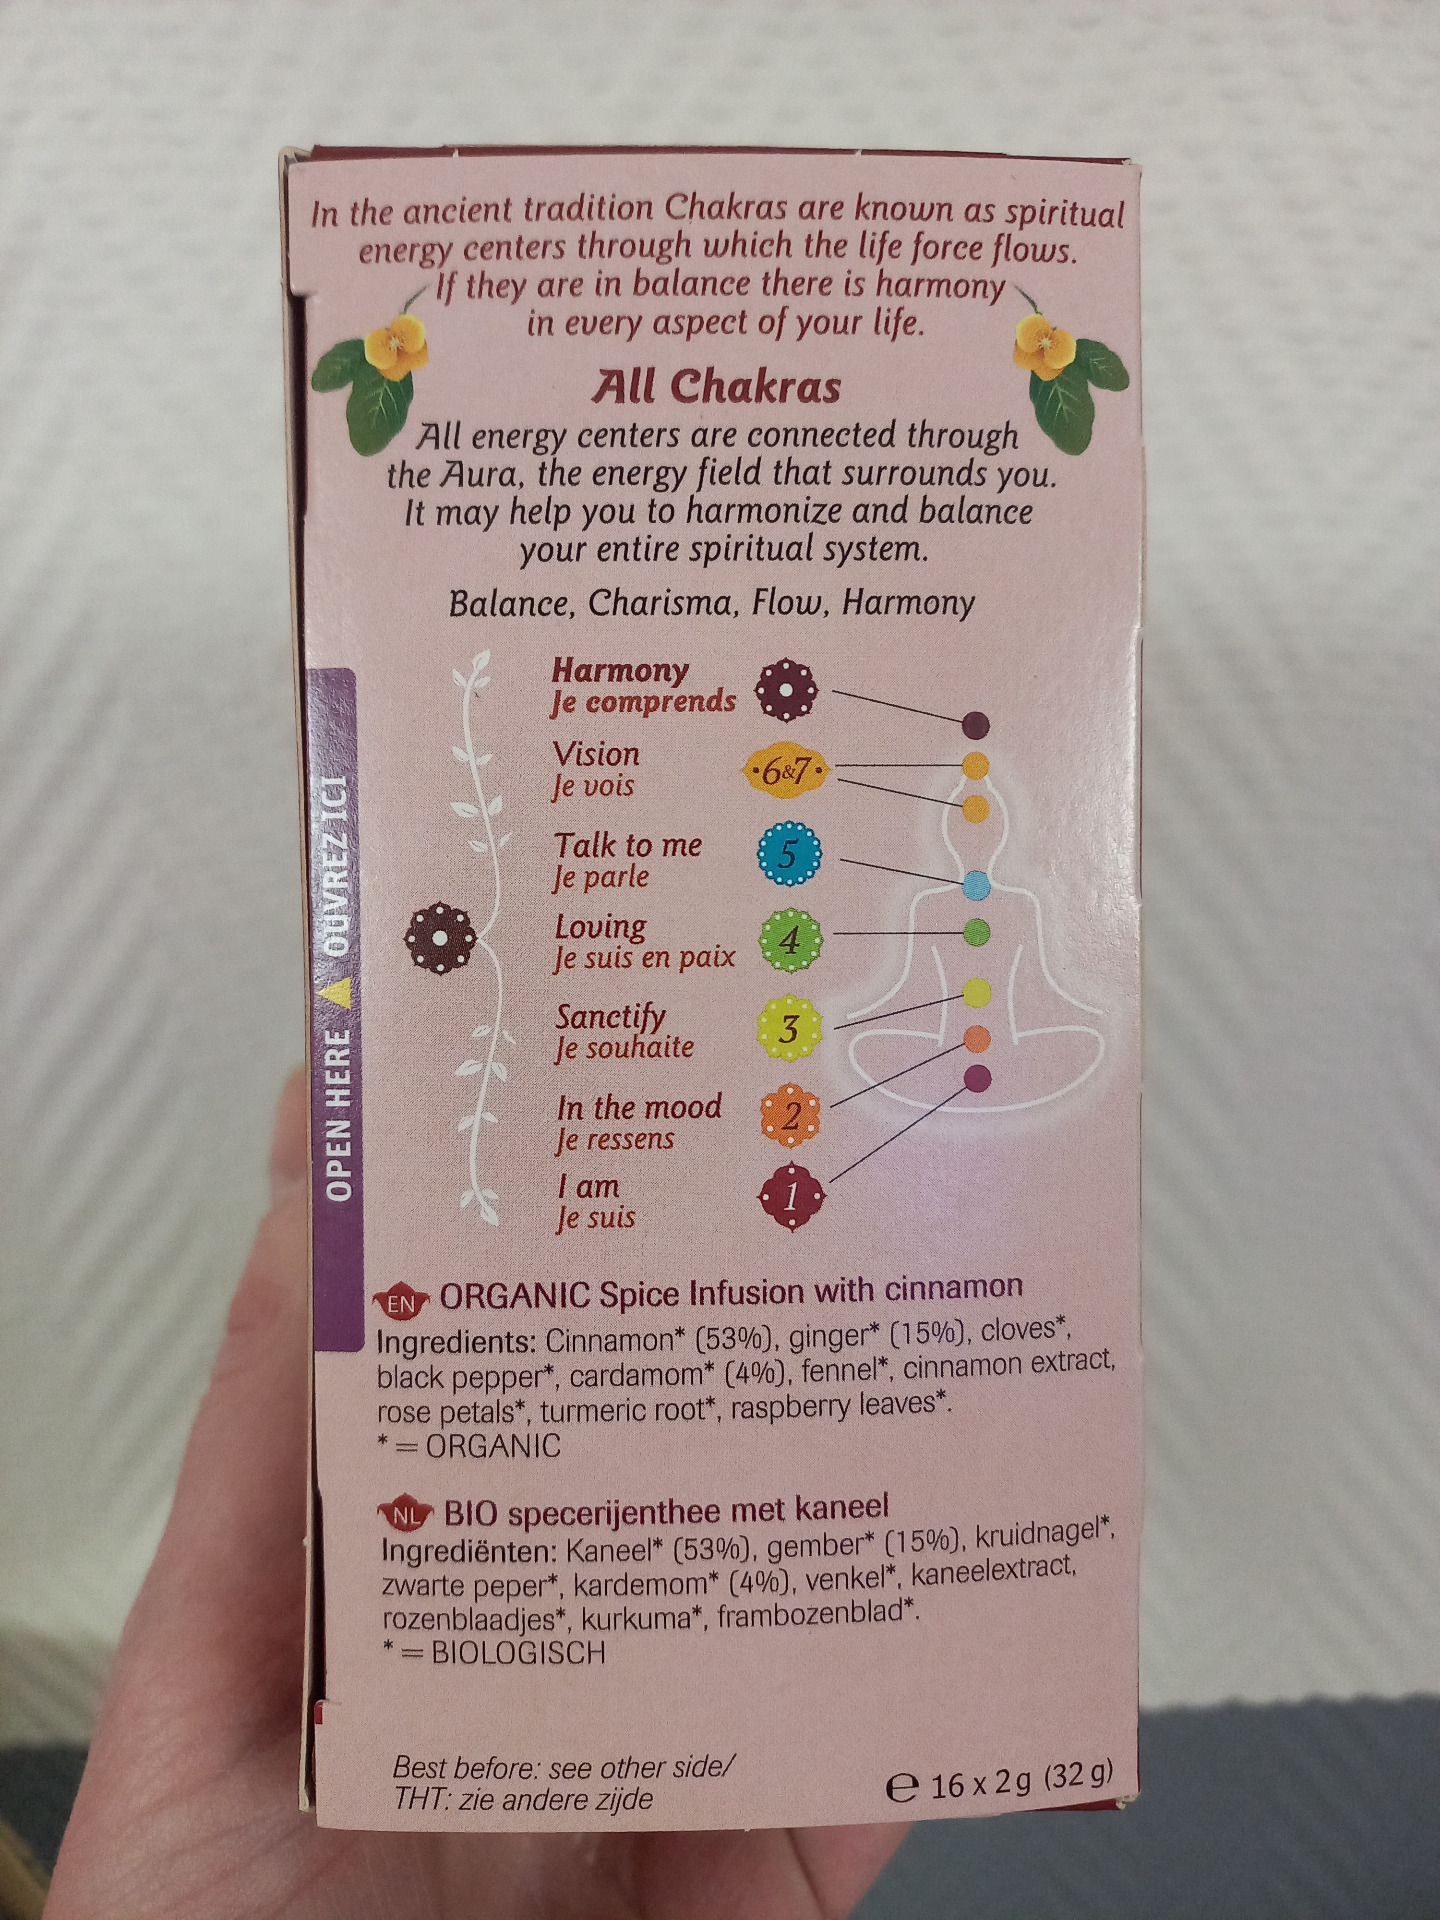 In the ancient tradition Chakras are known as spiritual
energy centers through which the life force flows.
If they are in balance there is harmony
in every aspect of your life.
All Chakras
All energy centers are connected through
the Aura, the energy field that surrounds you.
It may help you to harmonize and balance
your entire spiritual system.
Balance, Charisma, Flow, Harmony
Harmony
Je comprends
Vision
Je vois
•6&7•
Talk to me
Je parle
5
Loving
Je suis en paix
4
Sanctify
Je souhaite
3
In the mood
Je ressens
2
I am
Je suis
1
OPEN HERE ▲ OUVREZ ICI
EN ORGANIC Spice Infusion with cinnamon
Ingredients: Cinnamon* (53%), ginger* (15%), cloves*,
black pepper*, cardamom* (4%), fennel*, cinnamon extract,
rose petals*, turmeric root*, raspberry leaves*.
* = ORGANIC
NL BIO specerijenthee met kaneel
Ingrediënten: Kaneel* (53%), gember* (15%), kruidnagel*,
zwarte peper*, kardemom* (4%), venkel*, kaneelextract,
rozenblaadjes*, kurkuma*, frambozenblad*.
* = BIOLOGISCH
Best before: see other side/
THT: zie andere zijde
℮ 16 x 2g (32 g)